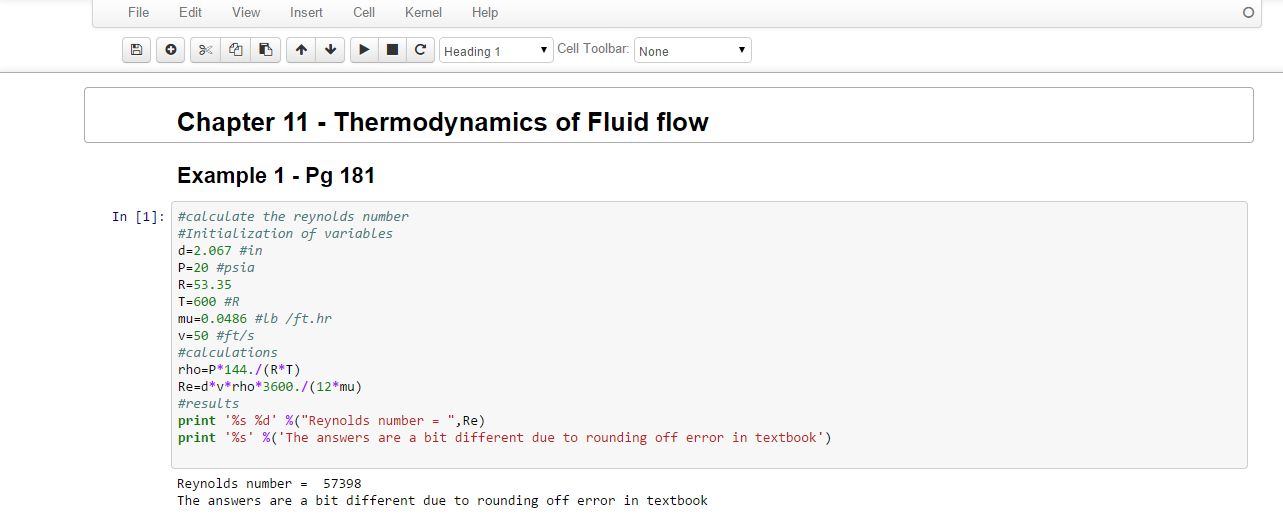 File Edit View Insert Cell Kernel Help
Heading 1 Cell Toolbar: None
Chapter 11 - Thermodynamics of Fluid flow
Example 1 - Pg 181
In [1]: #calculate the reynolds number
#Initialization of variables
d=2.067 #in
P=20 #psia
R=53.35
T=600 #R
mu=0.0486 #lb /ft.hr
v=50 #ft/s
#calculations
rho=P*144./(R*T)
Re=d*v*rho*3600./(12*mu)
#results
print '%s %d' %("Reynolds number = ",Re)
print '%s' %('The answers are a bit different due to rounding off error in textbook')
Reynolds number =  57398
The answers are a bit different due to rounding off error in textbook